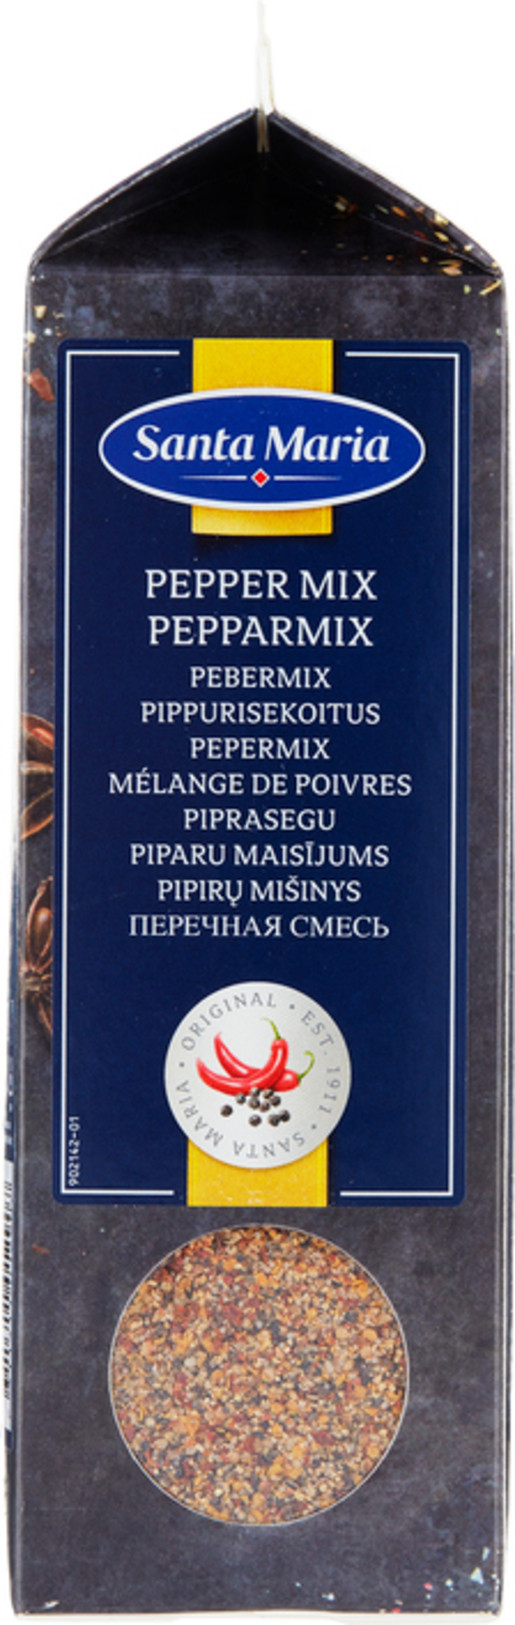 Santa Maria
PEPPER MIX
PEPPARMIX
PEBERMIX
PIPPURISEKOITUS
PEPERMIX
MÉLANGE DE POIVRES
PIPRASEGU
PIPARU MAISĪJUMS
PIPIRŲ MIŠINYS
ПЕРЕЧНАЯ СМЕСЬ
SANTA MARIA • ORIGINAL • EST. 1911 •
902142-01